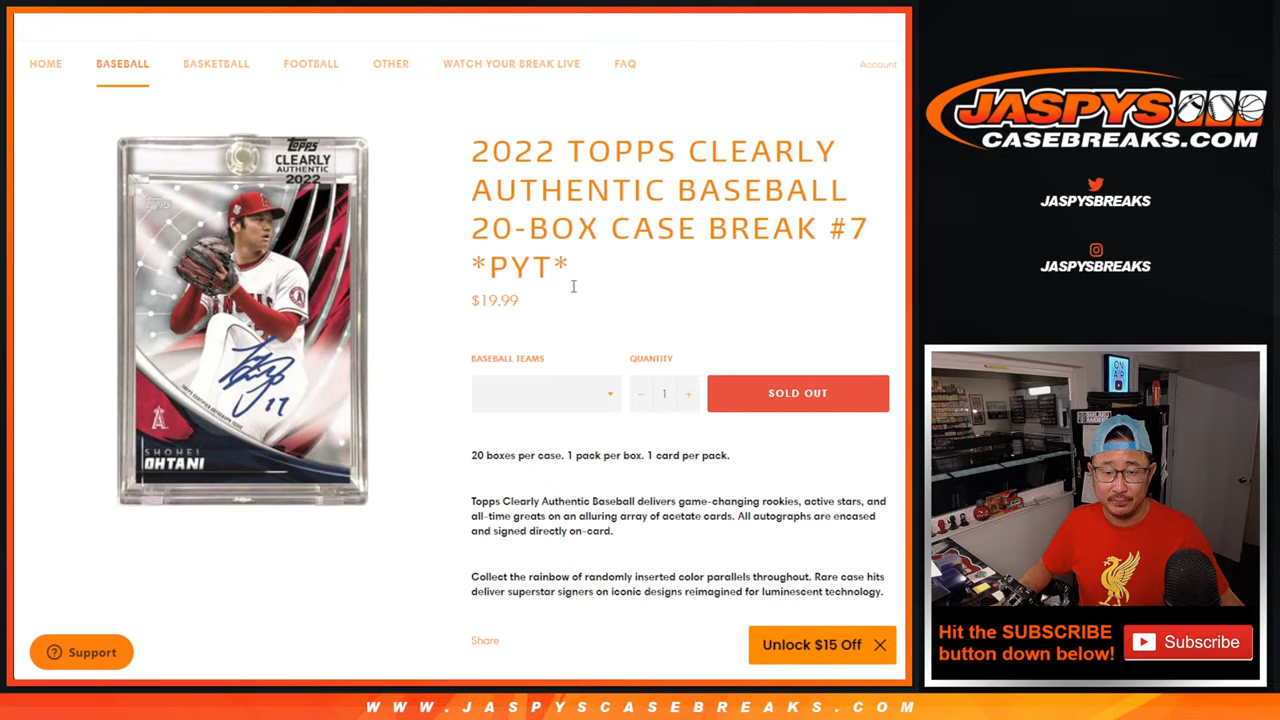 HOME BASEBALL BASKETBALL FOOTBALL OTHER WATCH YOUR BREAK LIVE FAQ Account
Topps
CLEARLY
AUTHENTIC
2022
SHOHEI
OHTANI
17
2022 TOPPS CLEARLY
AUTHENTIC BASEBALL
20-BOX CASE BREAK #7
*PYT*
$19.99
BASEBALL TEAMS QUANTITY
− 1 + SOLD OUT
20 boxes per case. 1 pack per box. 1 card per pack.
Topps Clearly Authentic Baseball delivers game-changing rookies, active stars, and
all-time greats on an alluring array of acetate cards. All autographs are encased
and signed directly on-card.
Collect the rainbow of randomly inserted color parallels throughout. Rare case hits
deliver superstar signers on iconic designs reimagined for luminescent technology.
Share
Support
Unlock $15 Off
JASPYS
CASEBREAKS.COM
JASPYSBREAKS
JASPYSBREAKS
ON
AIR
Hit the SUBSCRIBE
button down below!
Subscribe
WWW.JASPYSCASEBREAKS.COM